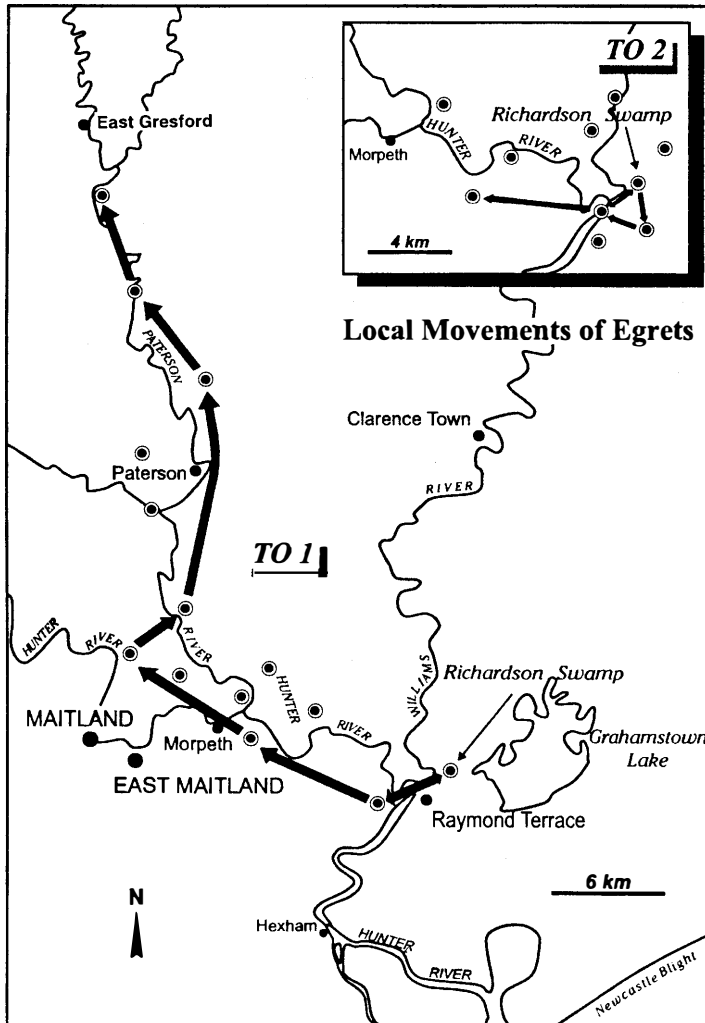 TO 2
Richardson Swamp
HUNTER
RIVER
Morpeth
4 km
Local Movements of Egrets
East Gresford
PATERSON
Clarence Town
Paterson
RIVER
TO 1
HUNTER
RIVER
RIVER
WILLIAMS
HUNTER
RIVER
Richardson Swamp
MAITLAND
Morpeth
Grahamstown
Lake
EAST MAITLAND
Raymond Terrace
N
6 km
Hexham
HUNTER
RIVER
Newcastle Blight